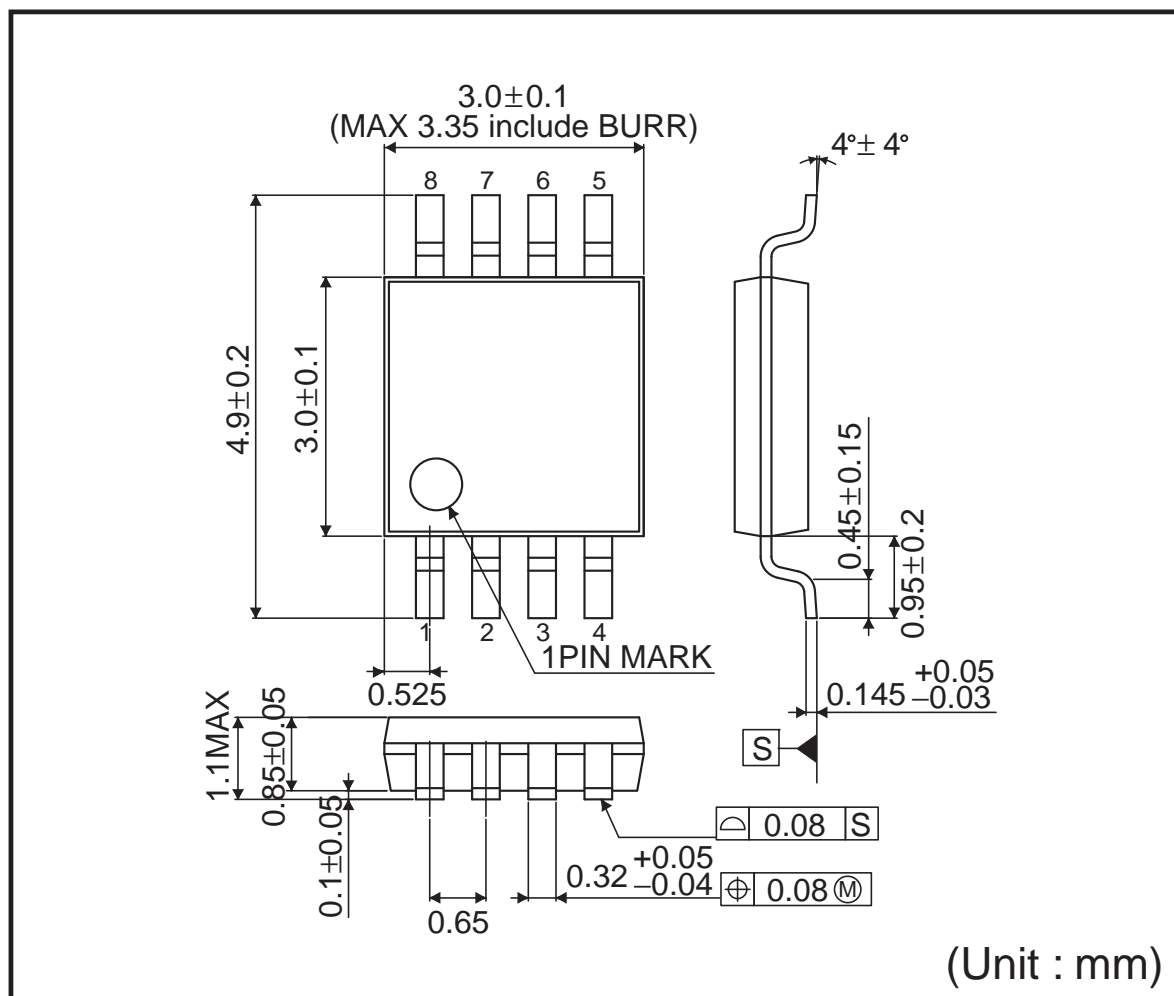 3.0±0.1
(MAX 3.35 include BURR)
4°± 4°
8 7 6 5
4.9±0.2
3.0±0.1
0.45±0.15
0.95±0.2
1 2 3 4
1PIN MARK
0.525
0.145 +0.05
−0.03
S
1.1MAX
0.85±0.05
0.1±0.05
0.08 S
0.32 +0.05
−0.04
0.08 Ⓜ
0.65
(Unit : mm)